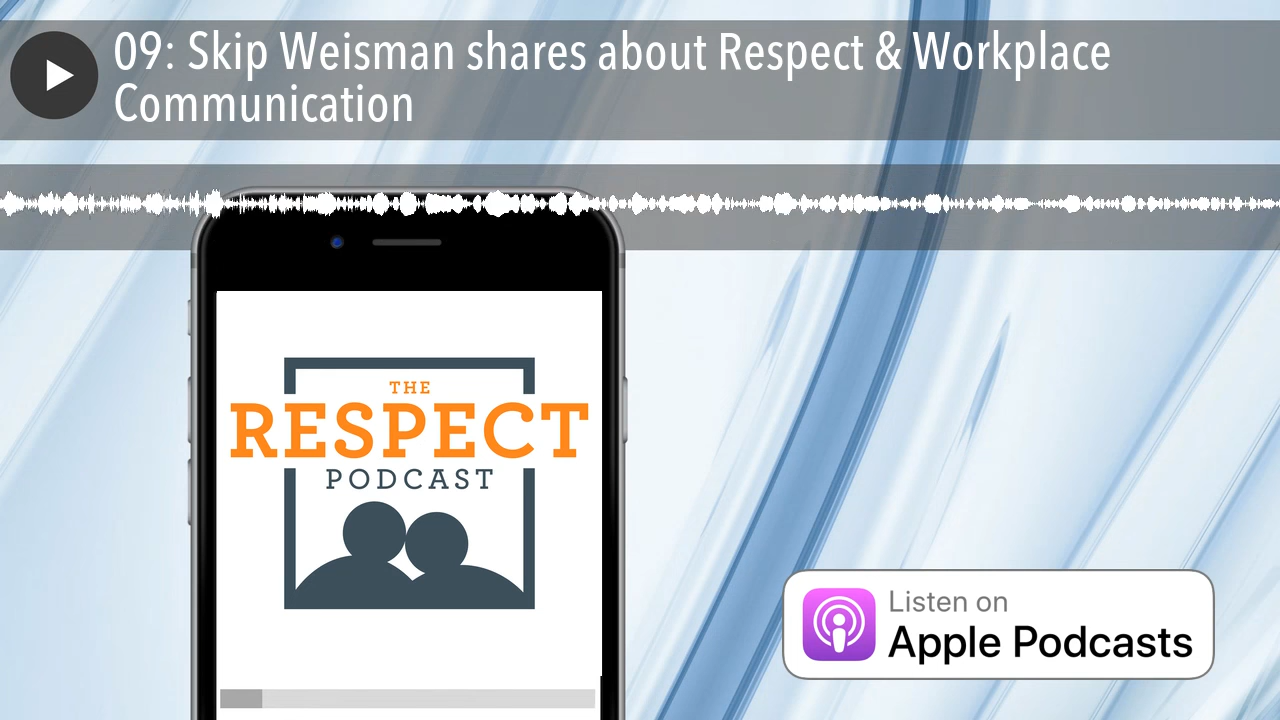 09: Skip Weisman shares about Respect & Workplace
Communication
THE
RESPECT
PODCAST
Listen on
Apple Podcasts